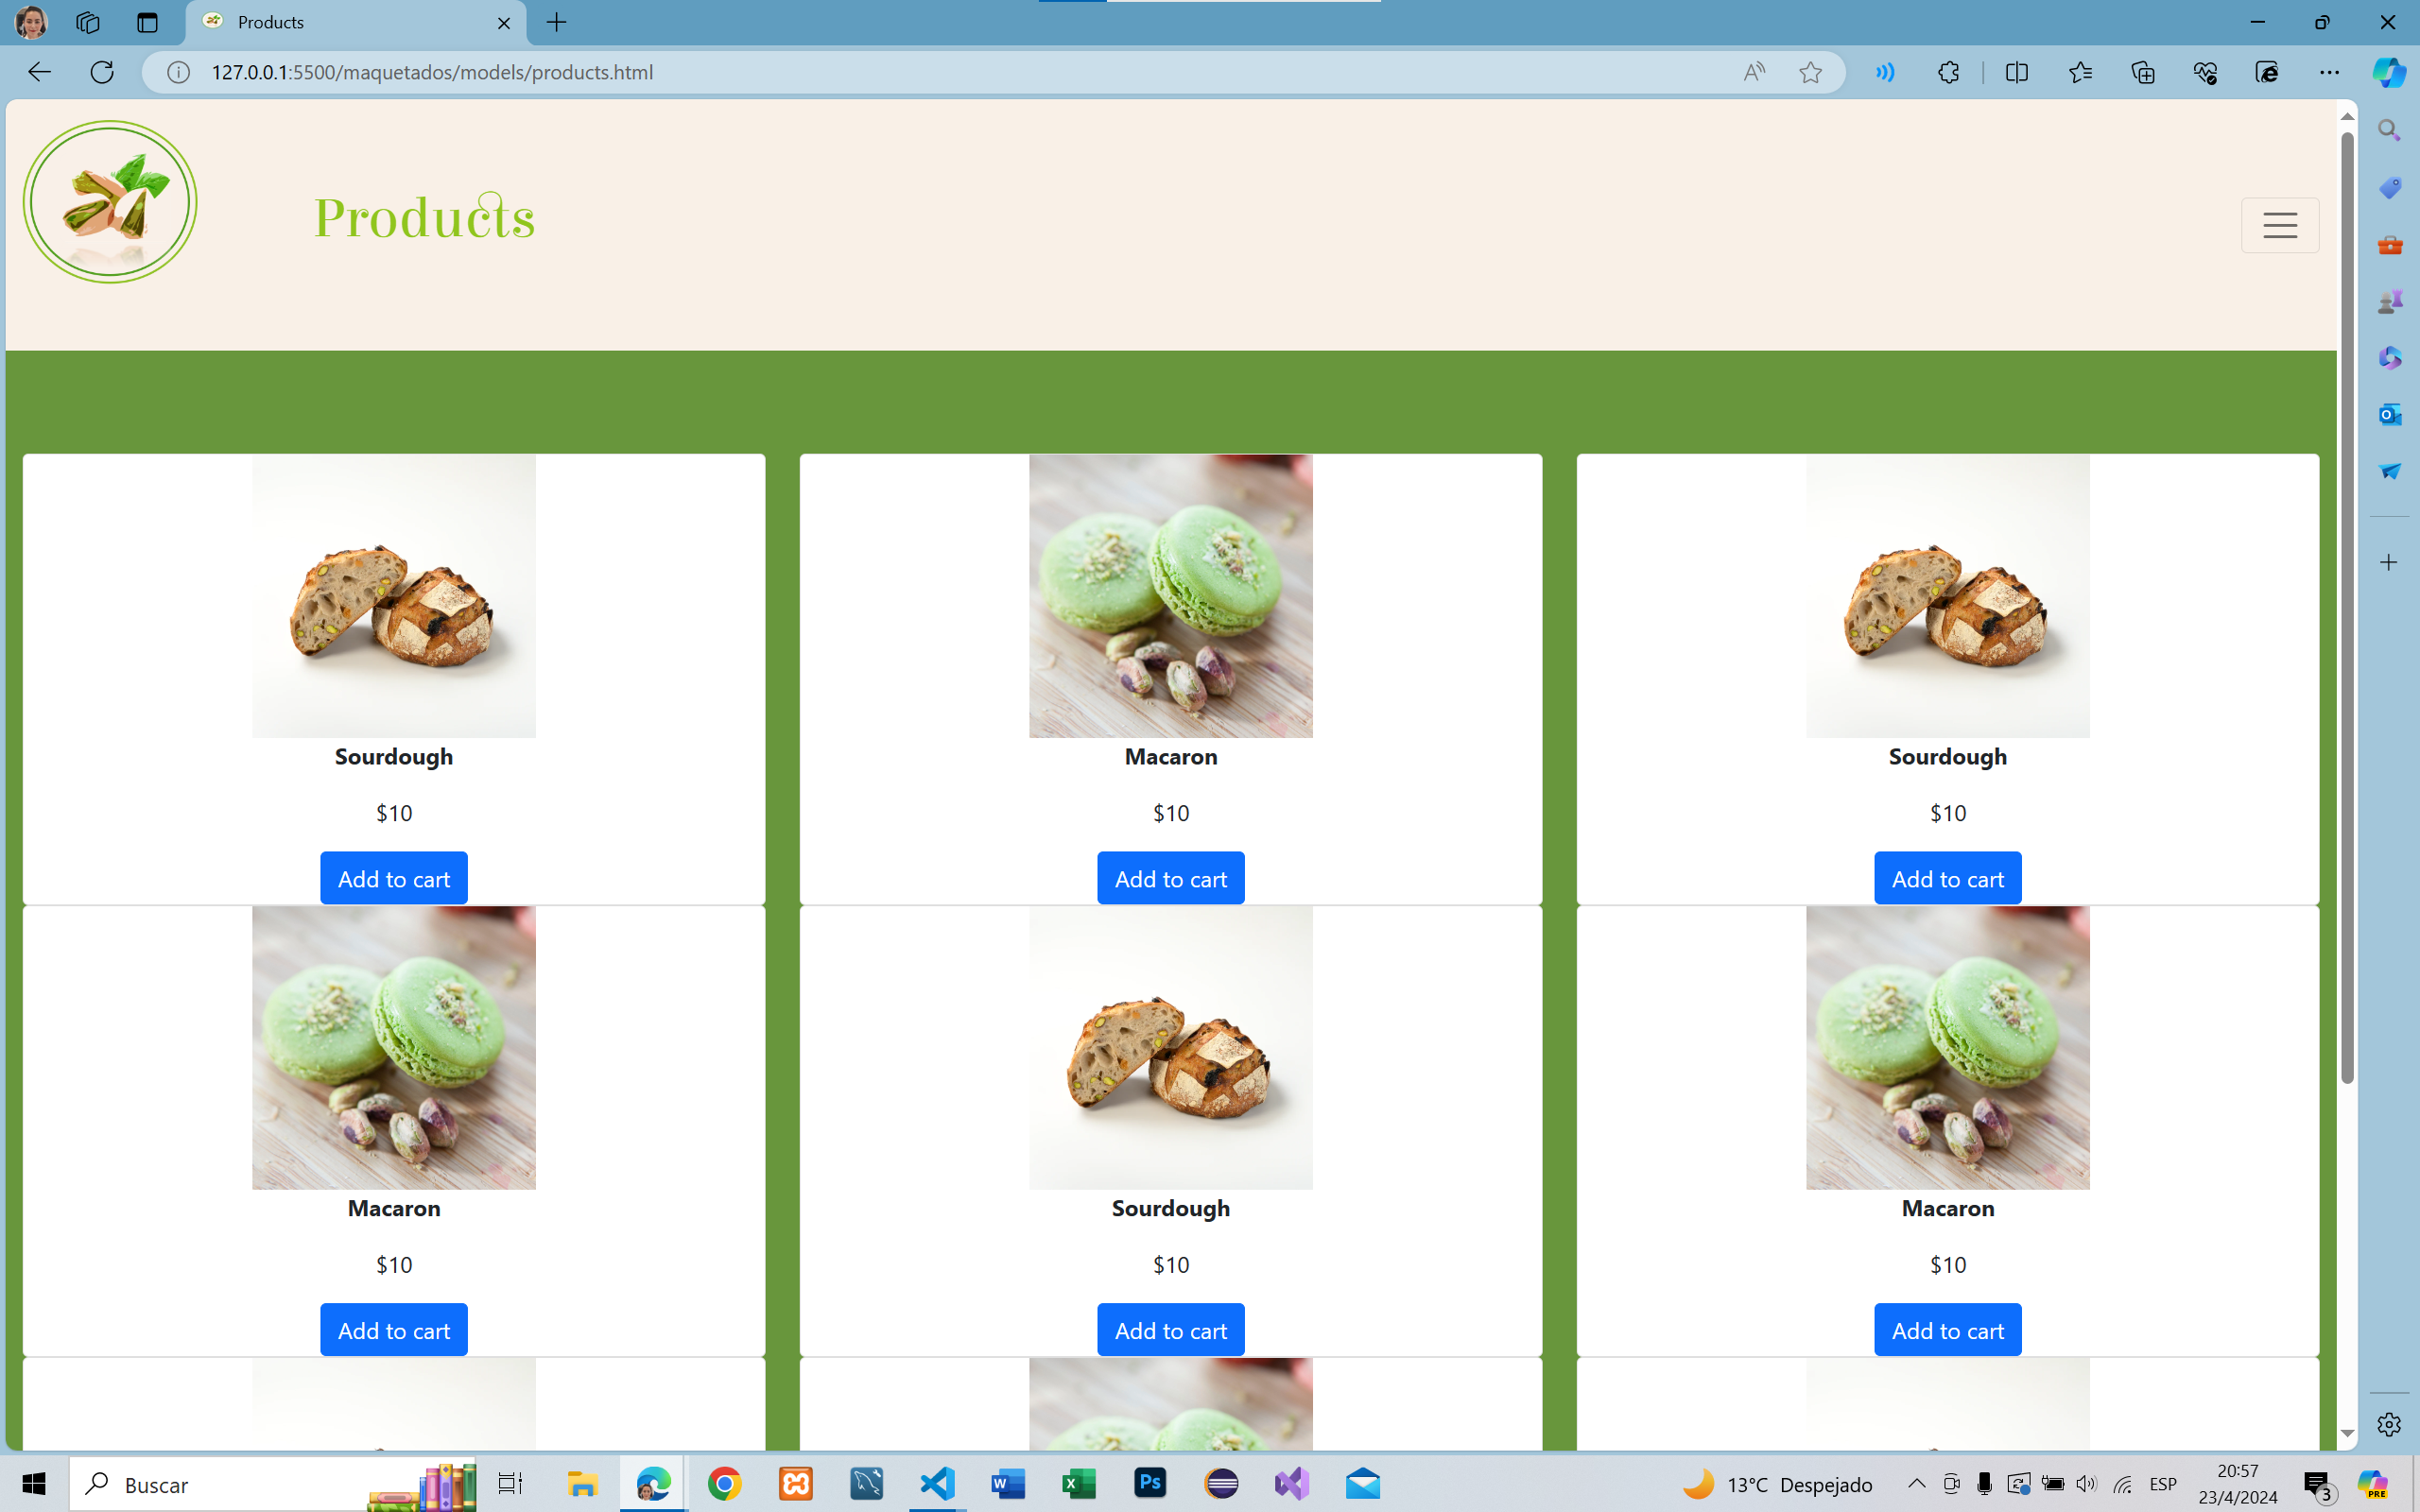 Products
127.0.0.1:5500/maquetados/models/products.html
Products
Sourdough
Macaron
Sourdough
$10
$10
$10
Add to cart
Add to cart
Add to cart
Macaron
Sourdough
Macaron
$10
$10
$10
Add to cart
Add to cart
Add to cart
Buscar
13°C Despejado
ESP
20:57
23/4/2024
3
PRE